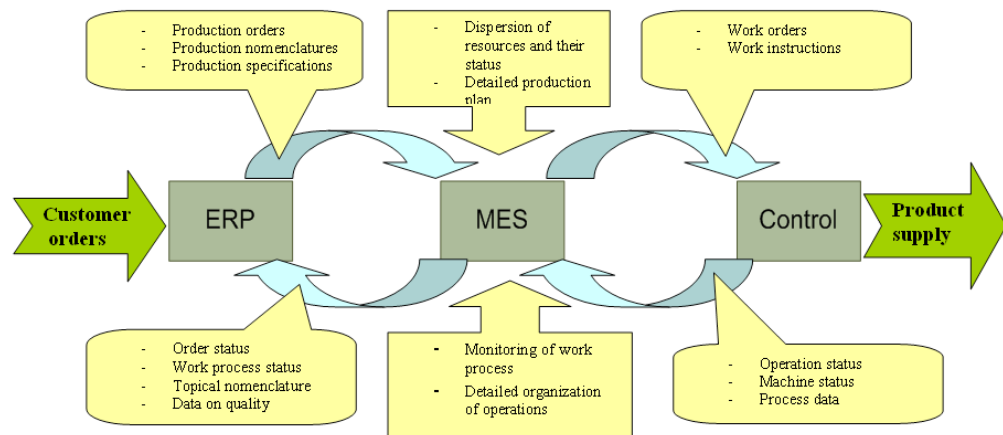 - Production orders
- Production nomenclatures
- Production specifications
- Dispersion of
resources and their
status
- Detailed production
plan
- Work orders
- Work instructions
Customer
orders
ERP
MES
Control
Product
supply
- Order status
- Work process status
- Topical nomenclature
- Data on quality
- Monitoring of work
process
- Detailed organization
of operations
- Operation status
- Machine status
- Process data